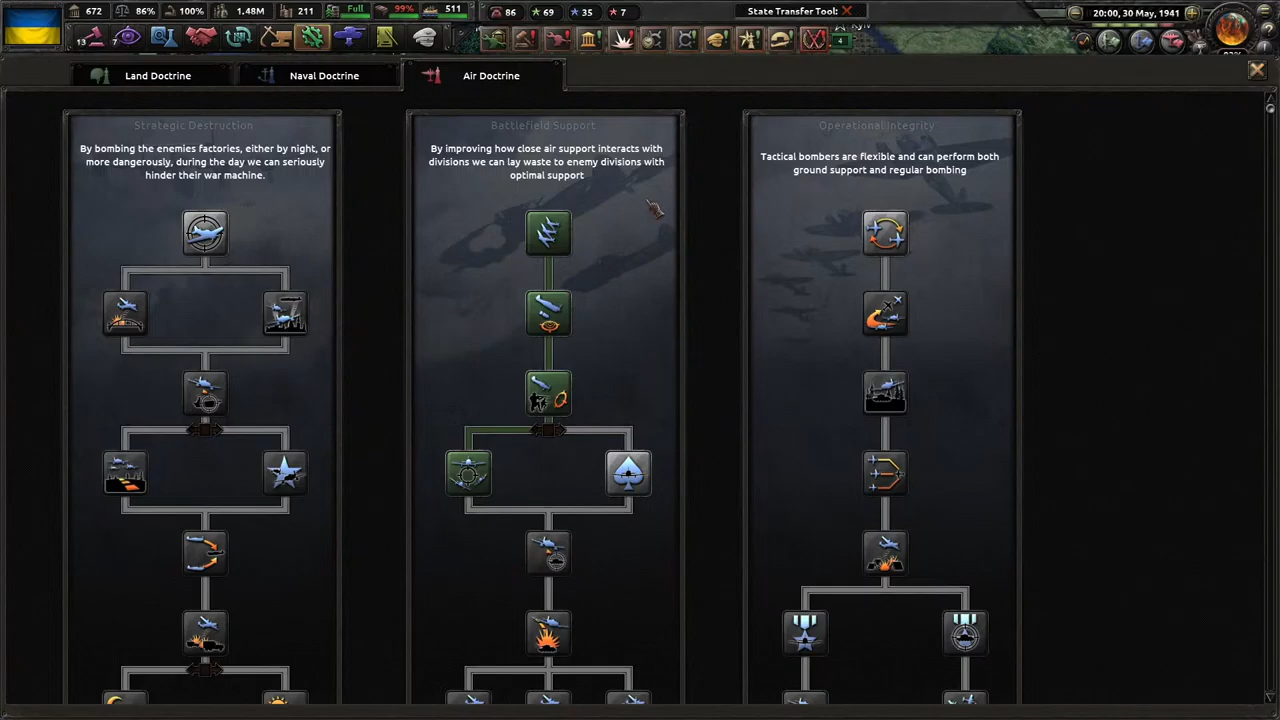 672
86%
100%
1.48M
211
Full
99%
511
86
69
35
7
State Transfer Tool:
20:00, 30 May, 1941
13
7
4
Land Doctrine
Naval Doctrine
Air Doctrine
Strategic Destruction
By bombing the enemies factories, either by night, or
more dangerously, during the day we can seriously
hinder their war machine.
Battlefield Support
By improving how close air support interacts with
divisions we can lay waste to enemy divisions with
optimal support
Operational Integrity
Tactical bombers are flexible and can perform both
ground support and regular bombing